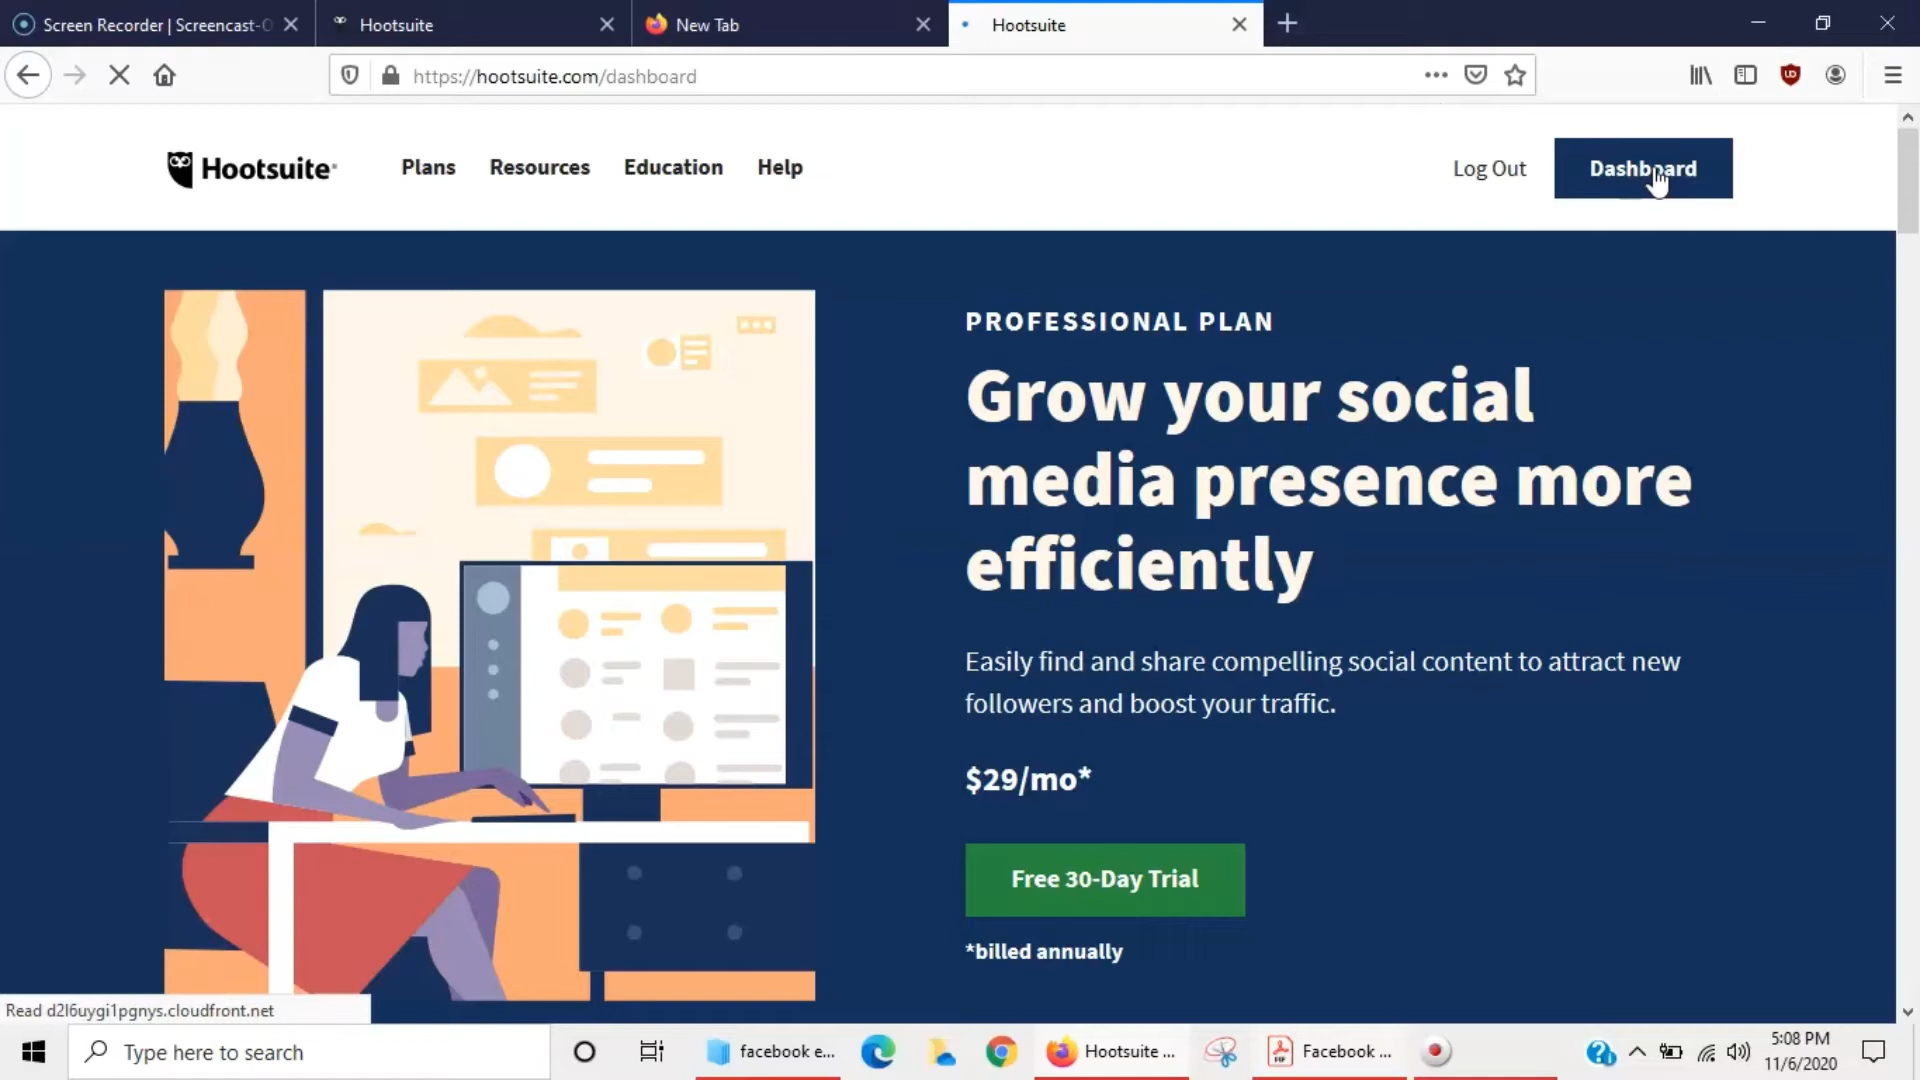 Screen Recorder | Screencast-O
Hootsuite
New Tab
Hootsuite
https://hootsuite.com/dashboard
Hootsuite
Plans
Resources
Education
Help
Log Out
Dashboard
PROFESSIONAL PLAN
Grow your social
media presence more
efficiently
Easily find and share compelling social content to attract new
followers and boost your traffic.
$29/mo*
Free 30-Day Trial
*billed annually
Read d2l6uygi1pgnys.cloudfront.net
Type here to search
facebook e...
Hootsuite ...
Facebook ...
5:08 PM
11/6/2020